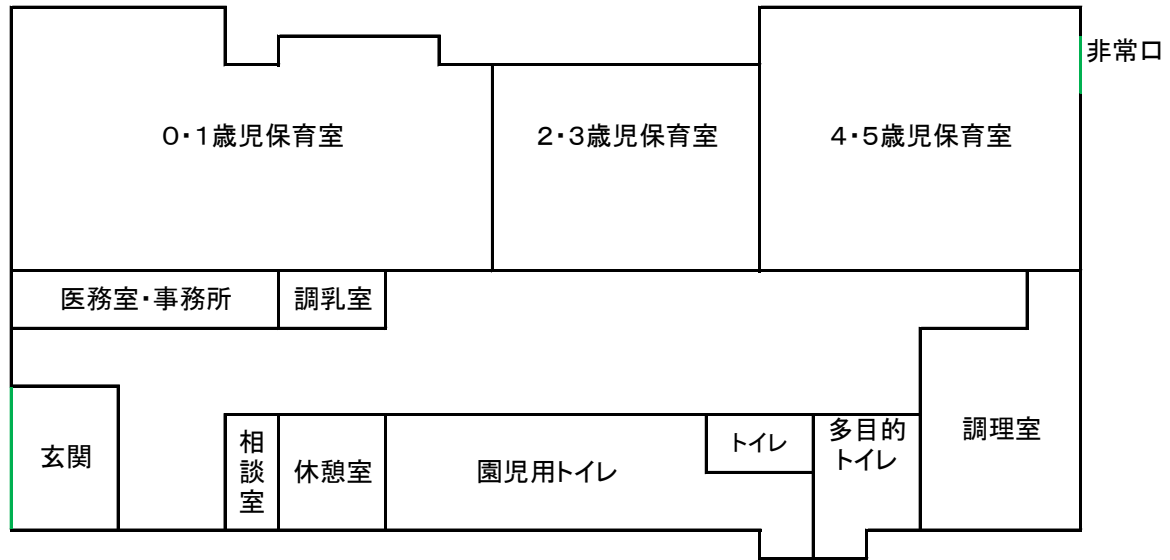 非常口
０・１歳児保育室
２・３歳児保育室
４・５歳児保育室
医務室・事務所
調乳室
玄関
相
談
室
休憩室
園児用トイレ
トイレ
多目的
トイレ
調理室